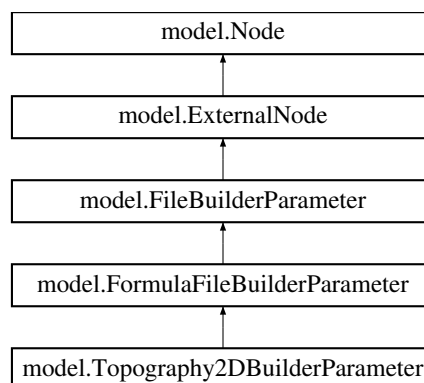 model.Node
model.ExternalNode
model.FileBuilderParameter
model.FormulaFileBuilderParameter
model.Topography2DBuilderParameter